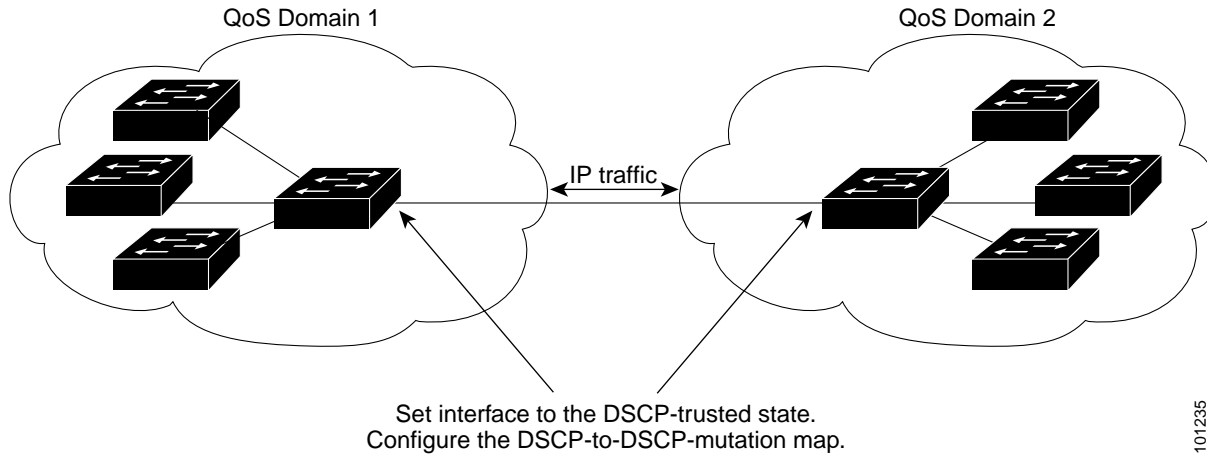 QoS Domain 1
QoS Domain 2
IP traffic
Set interface to the DSCP-trusted state.
Configure the DSCP-to-DSCP-mutation map.
101235